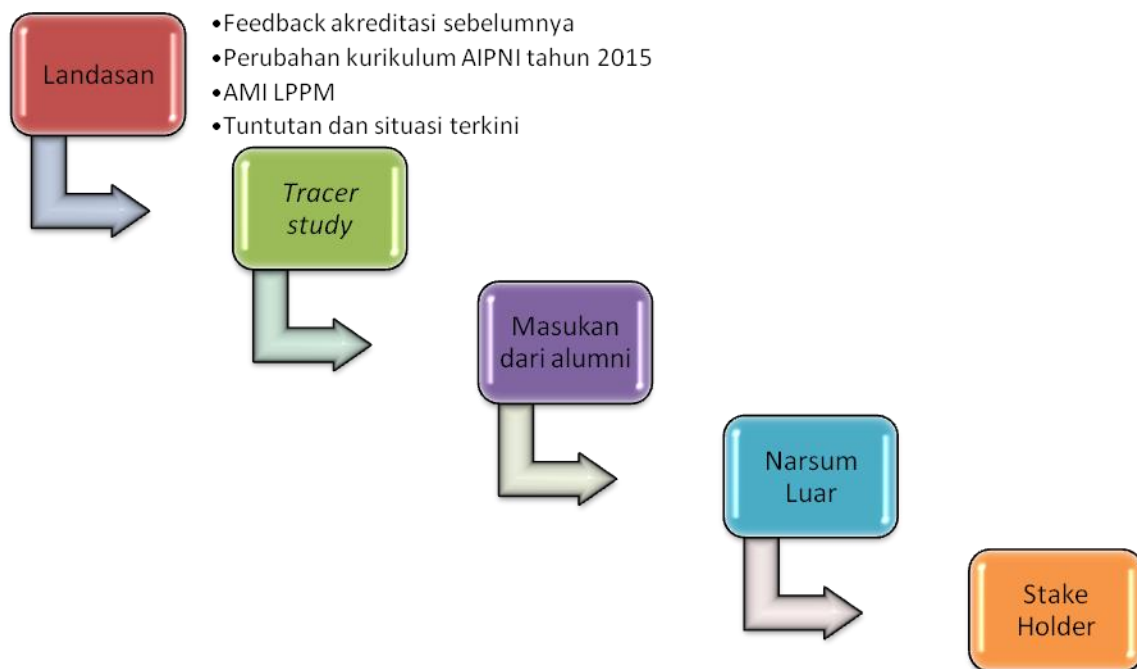 •Feedback akreditasi sebelumnya
•Perubahan kurikulum AIPNI tahun 2015
Landasan
•AMI LPPM
•Tuntutan dan situasi terkini
Tracer
study
Masukan
dari alumni
Narsum
Luar
Stake
Holder